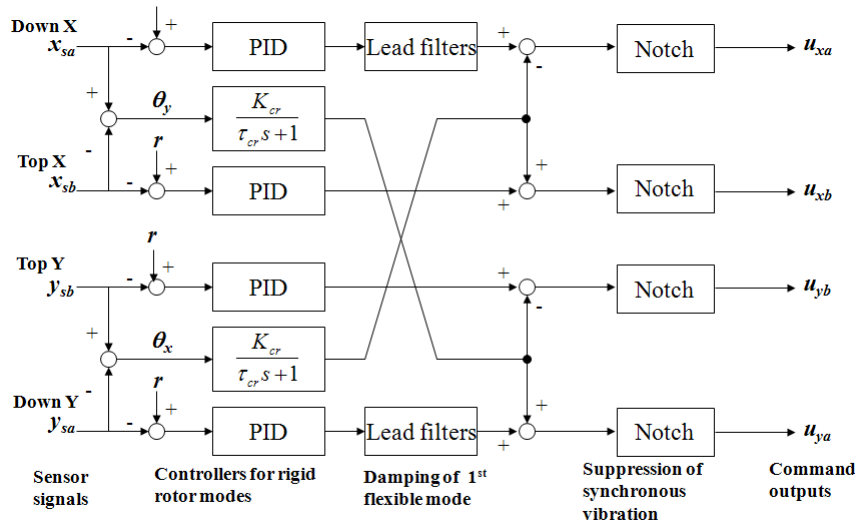 Down X
x_sa
- + PID Lead filters + - Notch u_xa
+ θ_y K_cr / τ_cr s + 1
- r
Top X
x_sb
- + PID + + Notch u_xb
r
Top Y
y_sb
- + PID + - Notch u_yb
+ θ_x K_cr / τ_cr s + 1
- r
Down Y
y_sa
- + PID Lead filters + + Notch u_ya
Sensor signals
Controllers for rigid rotor modes
Damping of 1st flexible mode
Suppression of synchronous vibration
Command outputs